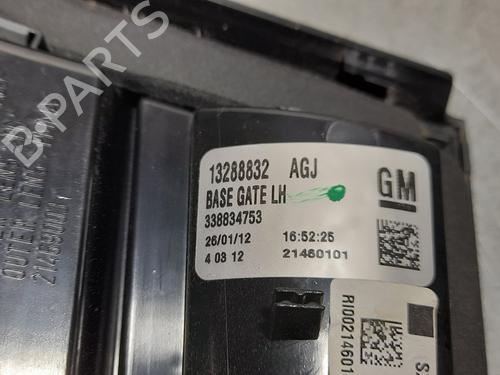 B-PARTS
13288832 AGJ
BASE GATE LH
338834753
26/01/12 16:52:25
4 03 12 21460101
GM
RI00214601